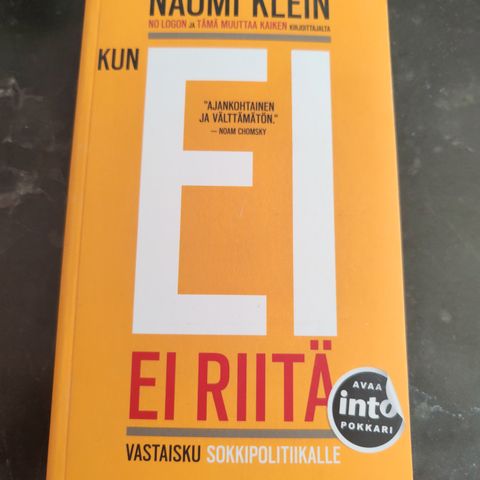 NAOMI KLEIN
NO LOGON JA TÄMÄ MUUTTAA KAIKEN KIRJOITTAJALTA
KUN
EI
"AJANKOHTAINEN
JA VÄLTTÄMÄTÖN."
— NOAM CHOMSKY
EI RIITÄ
AVAA
into
POKKARI
VASTAISKU SOKKIPOLITIIKALLE